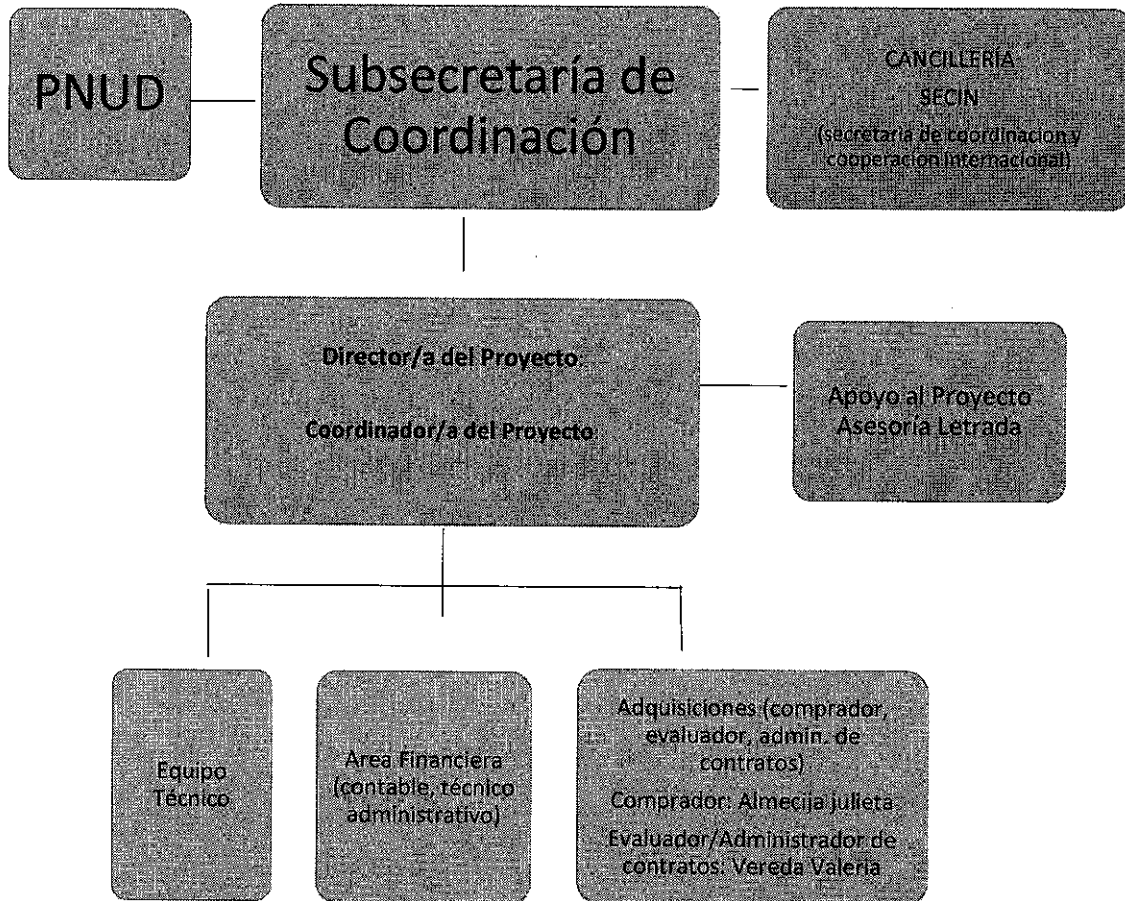 PNUD
Subsecretaría de
Coordinación
CANCILLERÍA
SECIN
(secretaría de coordinacion y
cooperacion internacional)
Director/a del Proyecto:
Coordinador/a del Proyecto
Apoyo al Proyecto
Asesoría Letrada
Equipo
Técnico
Area Financiera
(contable, técnico
administrativo)
Adquisiciones (comprador,
evaluador, admin. de
contratos)
Comprador: Almecija julieta
Evaluador/Administrador de
contratos: Vereda Valeria